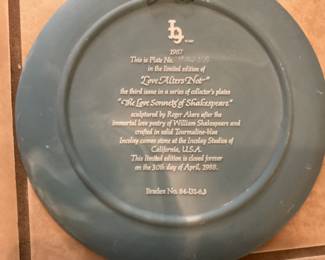 1987
This is Plate No.
in the limited edition of
"Love Alters Not"
the third issue in a series of collector's plates
"The Love Sonnets of Shakespeare"
sculptured by Roger Akers after the
immortal love poetry of William Shakespeare and
crafted in solid Tourmaline-blue
Incolay cameo stone at the Incolay Studios of
California, U.S.A.
This limited edition is closed forever
on the 30th day of April, 1988.
Bradex No. 84-I31-6.3